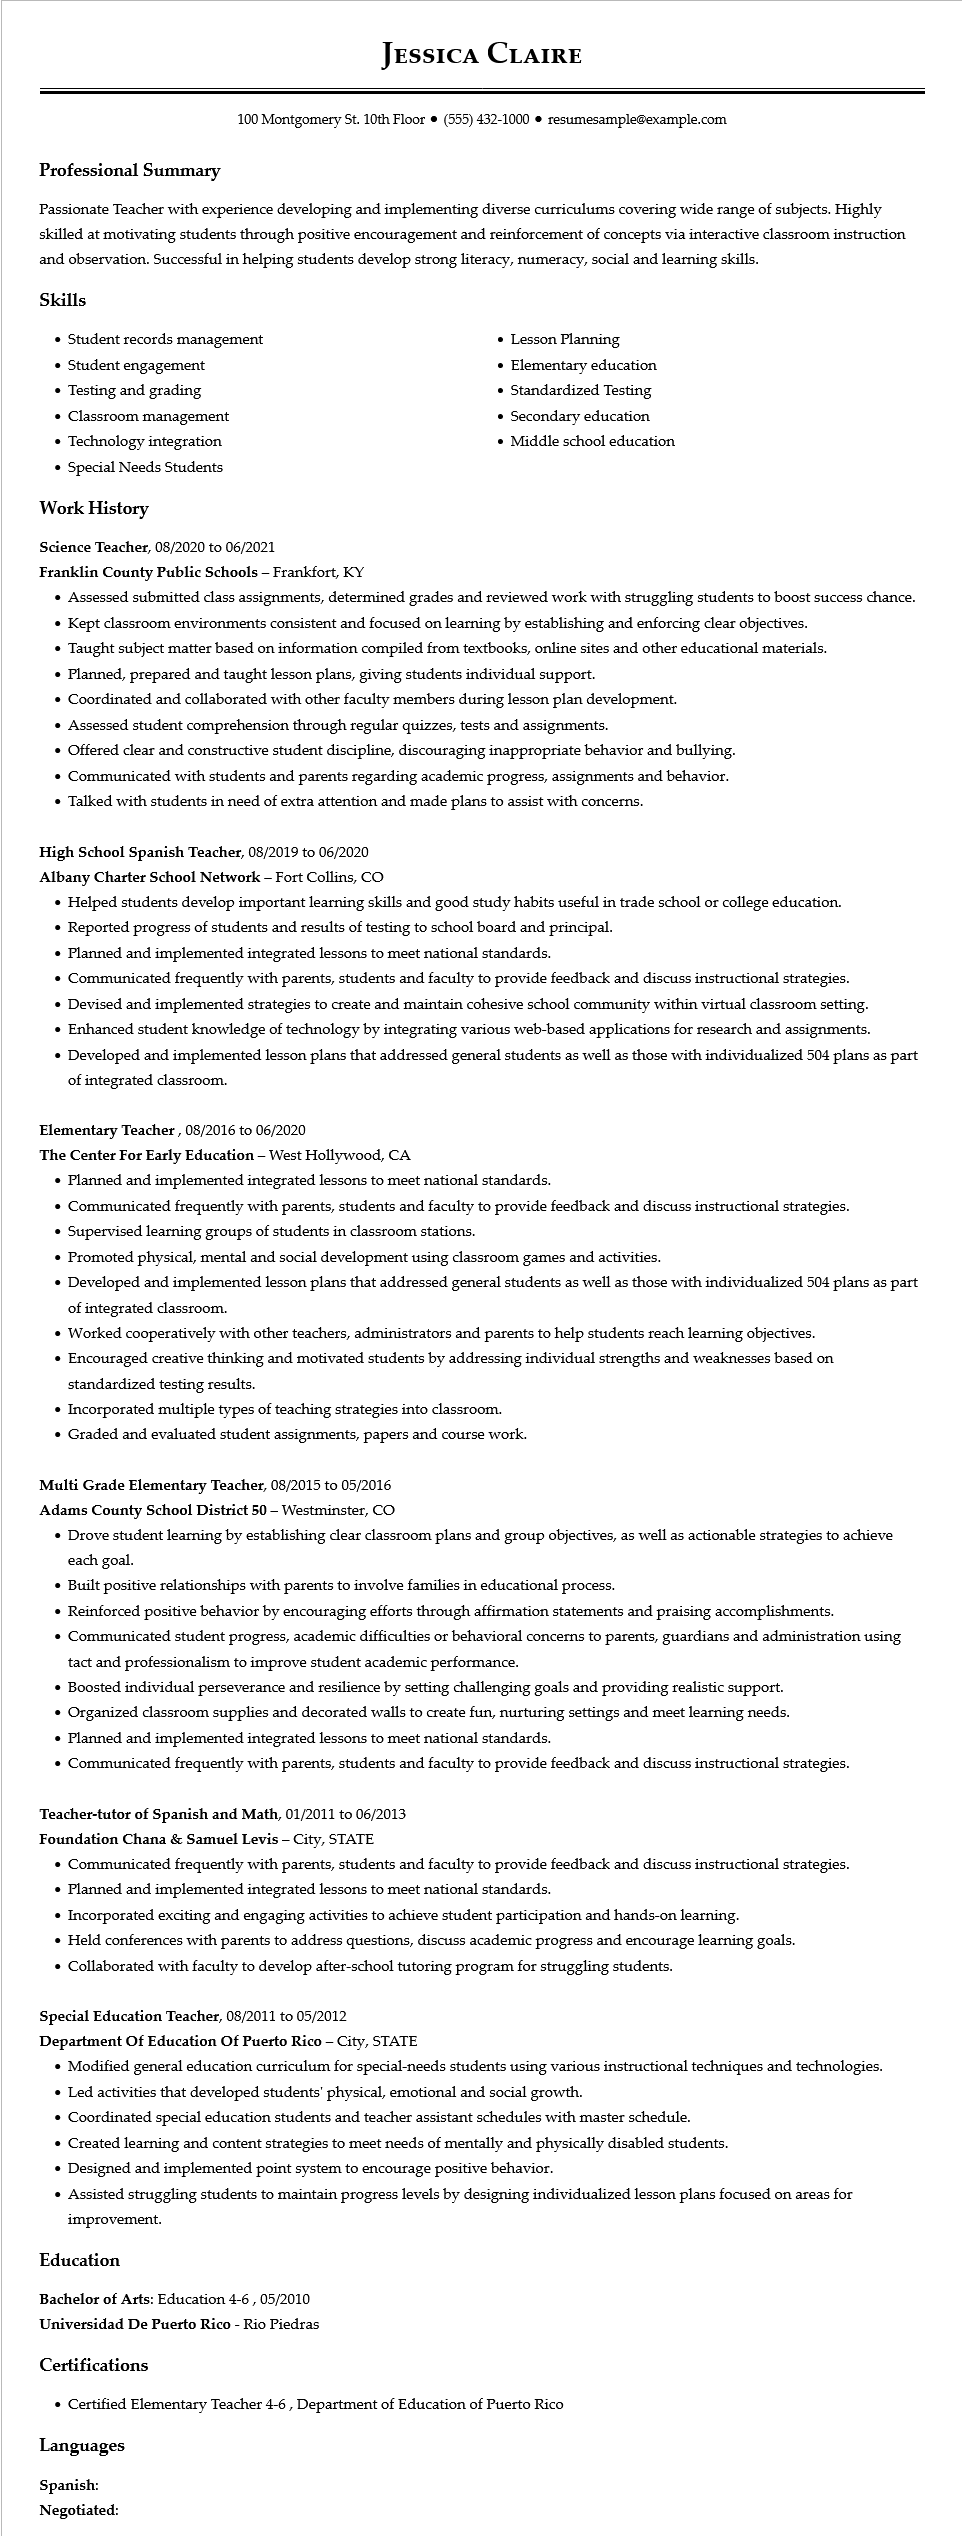 Jessica Claire
100 Montgomery St. 10th Floor ● (555) 432-1000 ● resumesample@example.com
Professional Summary
Passionate Teacher with experience developing and implementing diverse curriculums covering wide range of subjects. Highly
skilled at motivating students through positive encouragement and reinforcement of concepts via interactive classroom instruction
and observation. Successful in helping students develop strong literacy, numeracy, social and learning skills.
Skills
• Student records management
• Student engagement
• Testing and grading
• Classroom management
• Technology integration
• Special Needs Students
• Lesson Planning
• Elementary education
• Standardized Testing
• Secondary education
• Middle school education
Work History
Science Teacher, 08/2020 to 06/2021
Franklin County Public Schools – Frankfort, KY
• Assessed submitted class assignments, determined grades and reviewed work with struggling students to boost success chance.
• Kept classroom environments consistent and focused on learning by establishing and enforcing clear objectives.
• Taught subject matter based on information compiled from textbooks, online sites and other educational materials.
• Planned, prepared and taught lesson plans, giving students individual support.
• Coordinated and collaborated with other faculty members during lesson plan development.
• Assessed student comprehension through regular quizzes, tests and assignments.
• Offered clear and constructive student discipline, discouraging inappropriate behavior and bullying.
• Communicated with students and parents regarding academic progress, assignments and behavior.
• Talked with students in need of extra attention and made plans to assist with concerns.
High School Spanish Teacher, 08/2019 to 06/2020
Albany Charter School Network – Fort Collins, CO
• Helped students develop important learning skills and good study habits useful in trade school or college education.
• Reported progress of students and results of testing to school board and principal.
• Planned and implemented integrated lessons to meet national standards.
• Communicated frequently with parents, students and faculty to provide feedback and discuss instructional strategies.
• Devised and implemented strategies to create and maintain cohesive school community within virtual classroom setting.
• Enhanced student knowledge of technology by integrating various web-based applications for research and assignments.
• Developed and implemented lesson plans that addressed general students as well as those with individualized 504 plans as part
of integrated classroom.
Elementary Teacher , 08/2016 to 06/2020
The Center For Early Education – West Hollywood, CA
• Planned and implemented integrated lessons to meet national standards.
• Communicated frequently with parents, students and faculty to provide feedback and discuss instructional strategies.
• Supervised learning groups of students in classroom stations.
• Promoted physical, mental and social development using classroom games and activities.
• Developed and implemented lesson plans that addressed general students as well as those with individualized 504 plans as part
of integrated classroom.
• Worked cooperatively with other teachers, administrators and parents to help students reach learning objectives.
• Encouraged creative thinking and motivated students by addressing individual strengths and weaknesses based on
standardized testing results.
• Incorporated multiple types of teaching strategies into classroom.
• Graded and evaluated student assignments, papers and course work.
Multi Grade Elementary Teacher, 08/2015 to 05/2016
Adams County School District 50 – Westminster, CO
• Drove student learning by establishing clear classroom plans and group objectives, as well as actionable strategies to achieve
each goal.
• Built positive relationships with parents to involve families in educational process.
• Reinforced positive behavior by encouraging efforts through affirmation statements and praising accomplishments.
• Communicated student progress, academic difficulties or behavioral concerns to parents, guardians and administration using
tact and professionalism to improve student academic performance.
• Boosted individual perseverance and resilience by setting challenging goals and providing realistic support.
• Organized classroom supplies and decorated walls to create fun, nurturing settings and meet learning needs.
• Planned and implemented integrated lessons to meet national standards.
• Communicated frequently with parents, students and faculty to provide feedback and discuss instructional strategies.
Teacher-tutor of Spanish and Math, 01/2011 to 06/2013
Foundation Chana & Samuel Levis – City, STATE
• Communicated frequently with parents, students and faculty to provide feedback and discuss instructional strategies.
• Planned and implemented integrated lessons to meet national standards.
• Incorporated exciting and engaging activities to achieve student participation and hands-on learning.
• Held conferences with parents to address questions, discuss academic progress and encourage learning goals.
• Collaborated with faculty to develop after-school tutoring program for struggling students.
Special Education Teacher, 08/2011 to 05/2012
Department Of Education Of Puerto Rico – City, STATE
• Modified general education curriculum for special-needs students using various instructional techniques and technologies.
• Led activities that developed students' physical, emotional and social growth.
• Coordinated special education students and teacher assistant schedules with master schedule.
• Created learning and content strategies to meet needs of mentally and physically disabled students.
• Designed and implemented point system to encourage positive behavior.
• Assisted struggling students to maintain progress levels by designing individualized lesson plans focused on areas for
improvement.
Education
Bachelor of Arts: Education 4-6 , 05/2010
Universidad De Puerto Rico - Rio Piedras
Certifications
• Certified Elementary Teacher 4-6 , Department of Education of Puerto Rico
Languages
Spanish:
Negotiated: